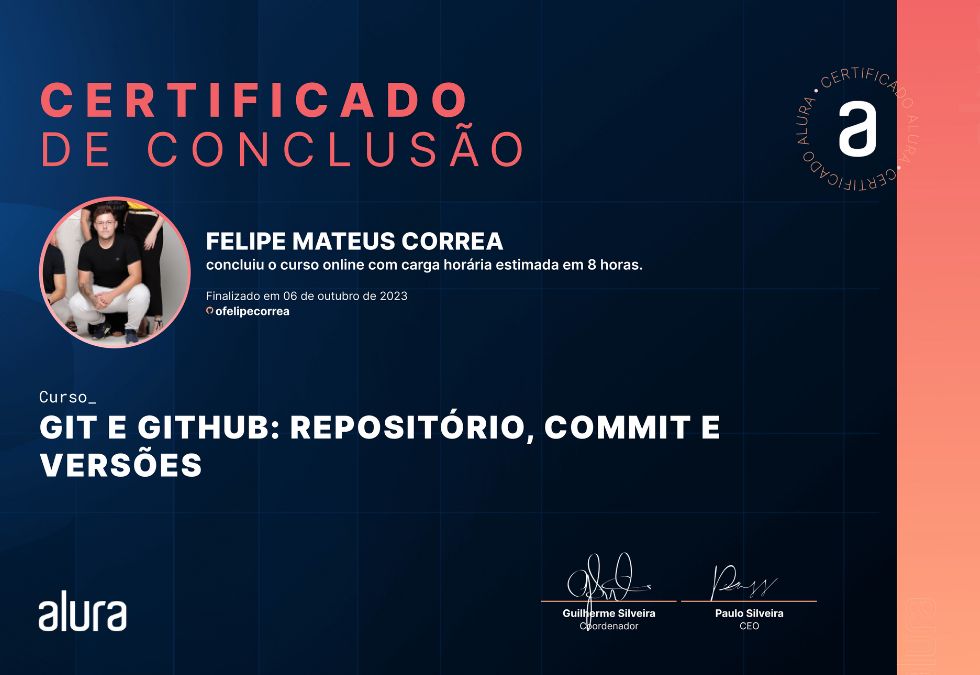 CERTIFICADO
DE CONCLUSÃO
CERTIFICADO ALURA • CERTIFICADO ALURA •
a
FELIPE MATEUS CORREA
concluiu o curso online com carga horária estimada em 8 horas.
Finalizado em 06 de outubro de 2023
ofelipecorrea
Curso_
GIT E GITHUB: REPOSITÓRIO, COMMIT E
VERSÕES
alura
Guilherme Silveira
Coordenador
Paulo Silveira
CEO